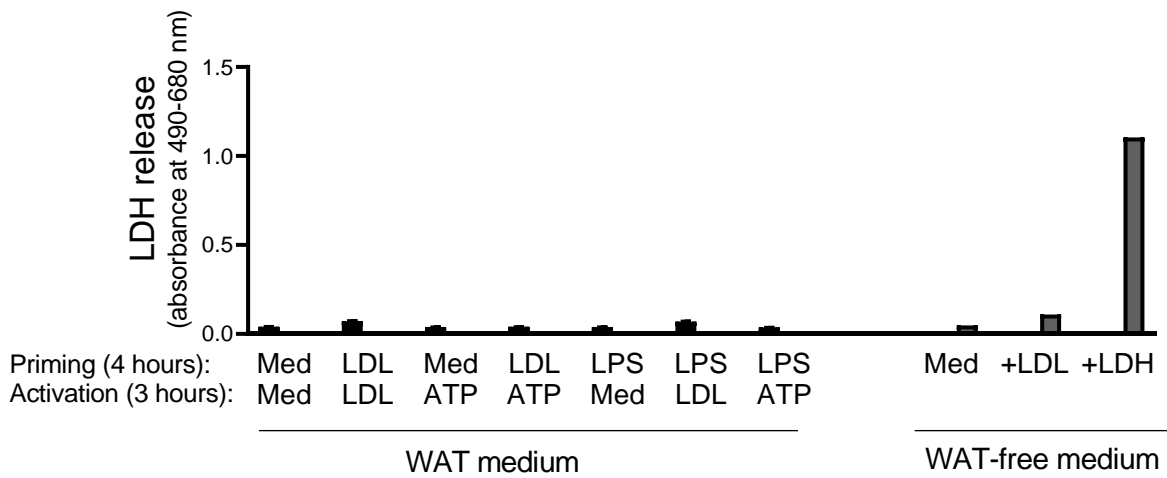 LDH release
(absorbance at 490-680 nm)
1.5
1.0
0.5
0.0
Priming (4 hours): Med LDL Med LDL LPS LPS LPS Med +LDL +LDH
Activation (3 hours): Med LDL ATP ATP Med LDL ATP
WAT medium WAT-free medium